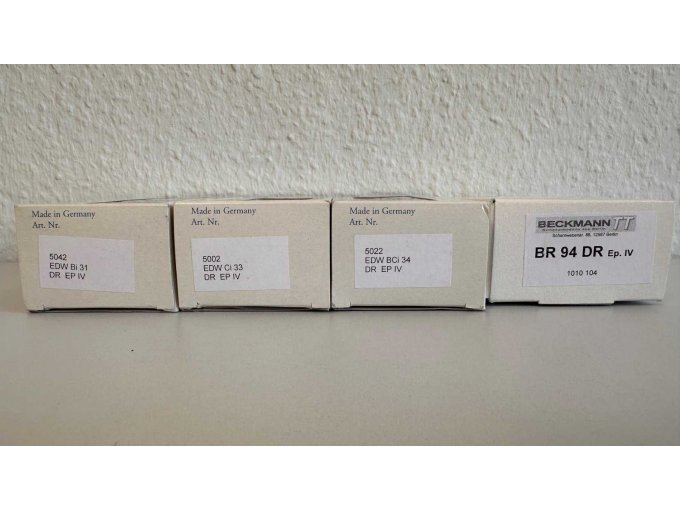 Made in Germany
Art. Nr.
5042
EDW Bi 31
DR EP IV
Made in Germany
Art. Nr.
5002
EDW Ci 33
DR EP IV
Made in Germany
Art. Nr.
5022
EDW BCi 34
DR EP IV
BECKMANN TT
BR 94 DR Ep. IV
1010 104